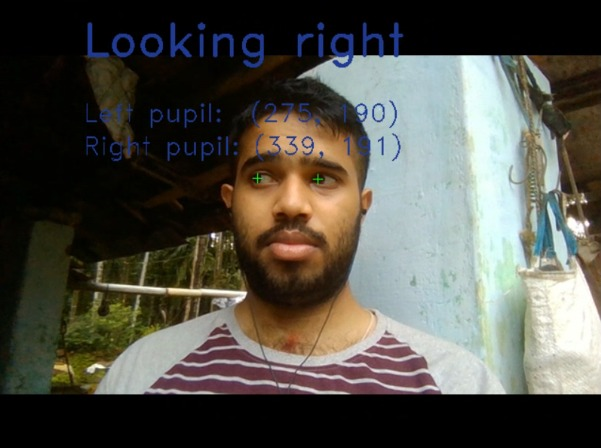 Looking right
Left pupil: (275, 190)
Right pupil: (339, 191)